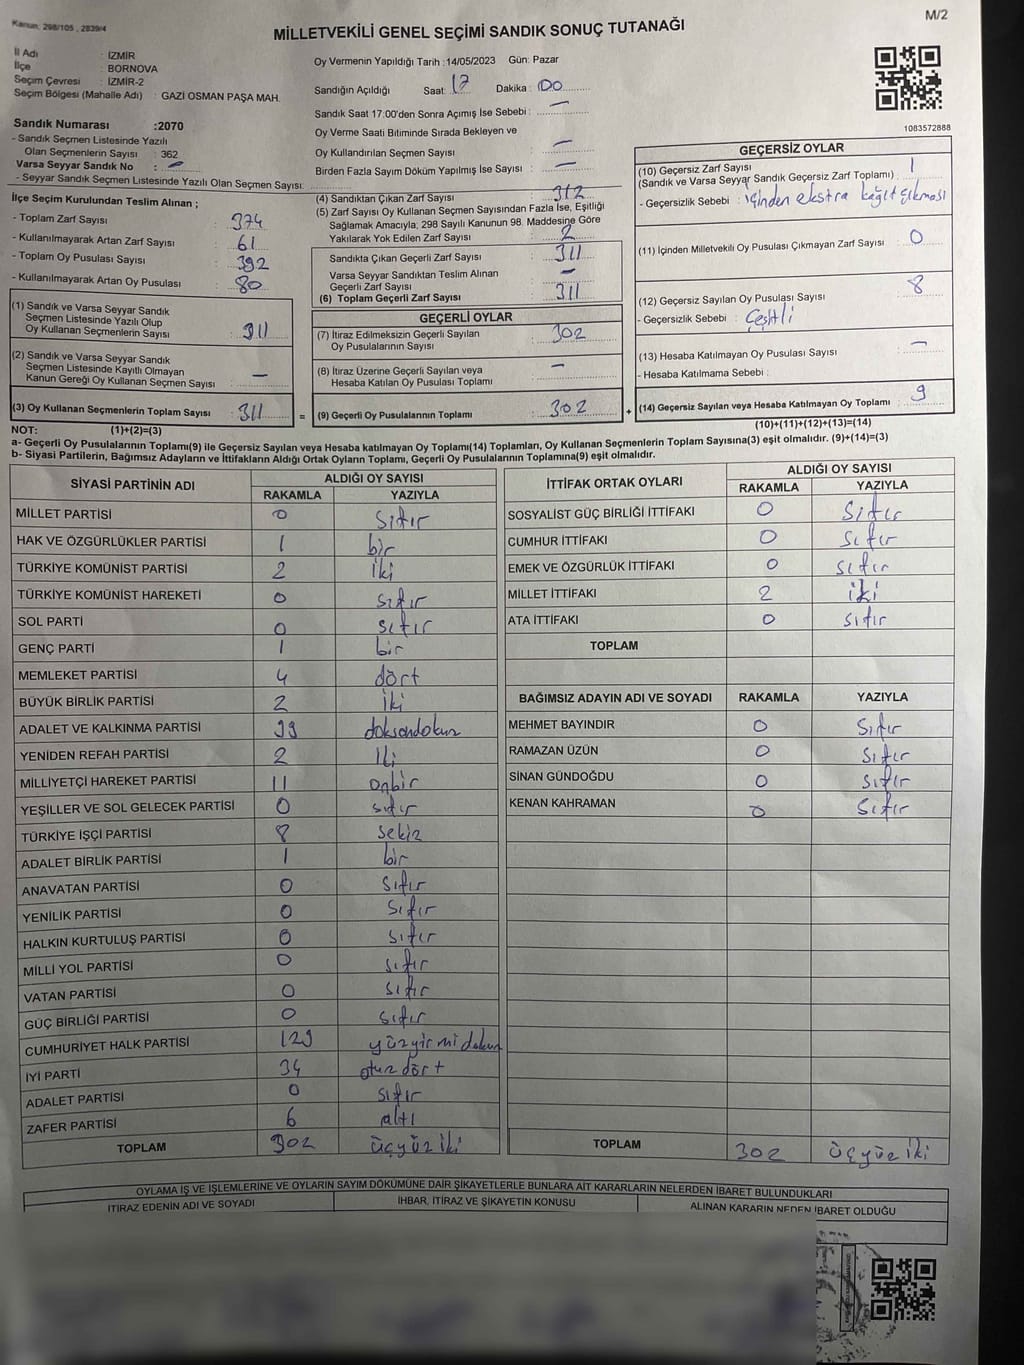 Kanun, 298/105 , 2839/4
M/2
MİLLETVEKİLİ GENEL SEÇİMİ SANDIK SONUÇ TUTANAĞI
İl Adı : İZMİR
İlçe : BORNOVA
Seçim Çevresi : İZMİR-2
Seçim Bölgesi (Mahalle Adı) : GAZİ OSMAN PAŞA MAH.
Sandık Numarası :2070
- Sandık Seçmen Listesinde Yazılı
Olan Seçmenlerin Sayısı : 362
Varsa Seyyar Sandık No : -
- Seyyar Sandık Seçmen Listesinde Yazılı Olan Seçmen Sayısı:
Oy Vermenin Yapıldığı Tarih :14/05/2023 Gün: Pazar
Sandığın Açıldığı Saat: 17 Dakika : 00
Sandık Saat 17:00'den Sonra Açımış İse Sebebi : -
Oy Verme Saati Bitiminde Sırada Bekleyen ve
Oy Kullandırılan Seçmen Sayısı : -
Birden Fazla Sayım Döküm Yapılmış İse Sayısı : -
1083572888
İlçe Seçim Kurulundan Teslim Alınan ;
- Toplam Zarf Sayısı : 374
- Kullanılmayarak Artan Zarf Sayısı : 61
- Toplam Oy Pusulası Sayısı : 392
- Kullanılmayarak Artan Oy Pusulası : 80
(1) Sandık ve Varsa Seyyar Sandık
Seçmen Listesinde Yazılı Olup
Oy Kullanan Seçmenlerin Sayısı : 311
(2) Sandık ve Varsa Seyyar Sandık
Seçmen Listesinde Kayıtlı Olmayan
Kanun Gereği Oy Kullanan Seçmen Sayısı : -
(3) Oy Kullanan Seçmenlerin Toplam Sayısı : 311 =
(4) Sandıktan Çıkan Zarf Sayısı : 312
(5) Zarf Sayısı Oy Kullanan Seçmen Sayısından Fazla İse, Eşitliği
Sağlamak Amacıyla; 298 Sayılı Kanunun 98. Maddesine Göre
Yakılarak Yok Edilen Zarf Sayısı : 2
Sandıkta Çıkan Geçerli Zarf Sayısı : 311
Varsa Seyyar Sandıktan Teslim Alınan
Geçerli Zarf Sayısı : -
(6) Toplam Geçerli Zarf Sayısı : 311
GEÇERLİ OYLAR
(7) İtiraz Edilmeksizin Geçerli Sayılan
Oy Pusulalarının Sayısı : 302
(8) İtiraz Üzerine Geçerli Sayılan veya
Hesaba Katılan Oy Pusulası Toplamı : -
(9) Geçerli Oy Pusulalarının Toplamı : 302 +
GEÇERSİZ OYLAR
(10) Geçersiz Zarf Sayısı
(Sandık ve Varsa Seyyar Sandık Geçersiz Zarf Toplamı) : 1
- Geçersizlik Sebebi : içinden ekstra kağıt çıkması
(11) İçinden Milletvekili Oy Pusulası Çıkmayan Zarf Sayısı : 0
(12) Geçersiz Sayılan Oy Pusulası Sayısı : 8
- Geçersizlik Sebebi : Çeşitli
(13) Hesaba Katılmayan Oy Pusulası Sayısı : -
- Hesaba Katılmama Sebebi :
(14) Geçersiz Sayılan veya Hesaba Katılmayan Oy Toplamı : 9
NOT: (1)+(2)=(3)
(10)+(11)+(12)+(13)=(14)
a- Geçerli Oy Pusulalarının Toplamı(9) ile Geçersiz Sayılan veya Hesaba katılmayan Oy Toplamı(14) Toplamları, Oy Kullanan Seçmenlerin Toplam Sayısına(3) eşit olmalıdır. (9)+(14)=(3)
b- Siyasi Partilerin, Bağımsız Adayların ve İttifakların Aldığı Ortak Oyların Toplamı, Geçerli Oy Pusulalarının Toplamına(9) eşit olmalıdır.
SİYASİ PARTİNİN ADI ALDIĞI OY SAYISI
RAKAMLA YAZIYLA
MİLLET PARTİSİ 0 sıfır
HAK VE ÖZGÜRLÜKLER PARTİSİ 1 bir
TÜRKİYE KOMÜNİST PARTİSİ 2 iki
TÜRKİYE KOMÜNİST HAREKETİ 0 sıfır
SOL PARTİ 0 sıfır
GENÇ PARTİ 1 bir
MEMLEKET PARTİSİ 4 dört
BÜYÜK BİRLİK PARTİSİ 2 iki
ADALET VE KALKINMA PARTİSİ 99 doksandokuz
YENİDEN REFAH PARTİSİ 2 iki
MİLLİYETÇİ HAREKET PARTİSİ 11 onbir
YEŞİLLER VE SOL GELECEK PARTİSİ 0 sıfır
TÜRKİYE İŞÇİ PARTİSİ 8 sekiz
ADALET BİRLİK PARTİSİ 1 bir
ANAVATAN PARTİSİ 0 sıfır
YENİLİK PARTİSİ 0 sıfır
HALKIN KURTULUŞ PARTİSİ 0 sıfır
MİLLİ YOL PARTİSİ 0 sıfır
VATAN PARTİSİ 0 sıfır
GÜÇ BİRLİĞİ PARTİSİ 0 sıfır
CUMHURİYET HALK PARTİSİ 129 yüzyirmi dokuz
İYİ PARTİ 34 otuz dört
ADALET PARTİSİ 0 sıfır
ZAFER PARTİSİ 6 altı
TOPLAM 302 üçyüz iki
İTTİFAK ORTAK OYLARI ALDIĞI OY SAYISI
RAKAMLA YAZIYLA
SOSYALİST GÜÇ BİRLİĞİ İTTİFAKI 0 sıfır
CUMHUR İTTİFAKI 0 sıfır
EMEK VE ÖZGÜRLÜK İTTİFAKI 0 sıfır
MİLLET İTTİFAKI 2 iki
ATA İTTİFAKI 0 sıfır
TOPLAM
BAĞIMSIZ ADAYIN ADI VE SOYADI RAKAMLA YAZIYLA
MEHMET BAYINDIR 0 sıfır
RAMAZAN ÜZÜN 0 sıfır
SİNAN GÜNDOĞDU 0 sıfır
KENAN KAHRAMAN 0 sıfır
TOPLAM 302 üçyüz iki
OYLAMA İŞ VE İŞLEMLERİNE VE OYLARIN SAYIM DÖKÜMÜNE DAİR ŞİKAYETLERLE BUNLARA AİT KARARLARIN NELERDEN İBARET BULUNDUKLARI
İTİRAZ EDENİN ADI VE SOYADI İHBAR, İTİRAZ VE ŞİKAYETİN KONUSU ALINAN KARARIN NEDEN İBARET OLDUĞU